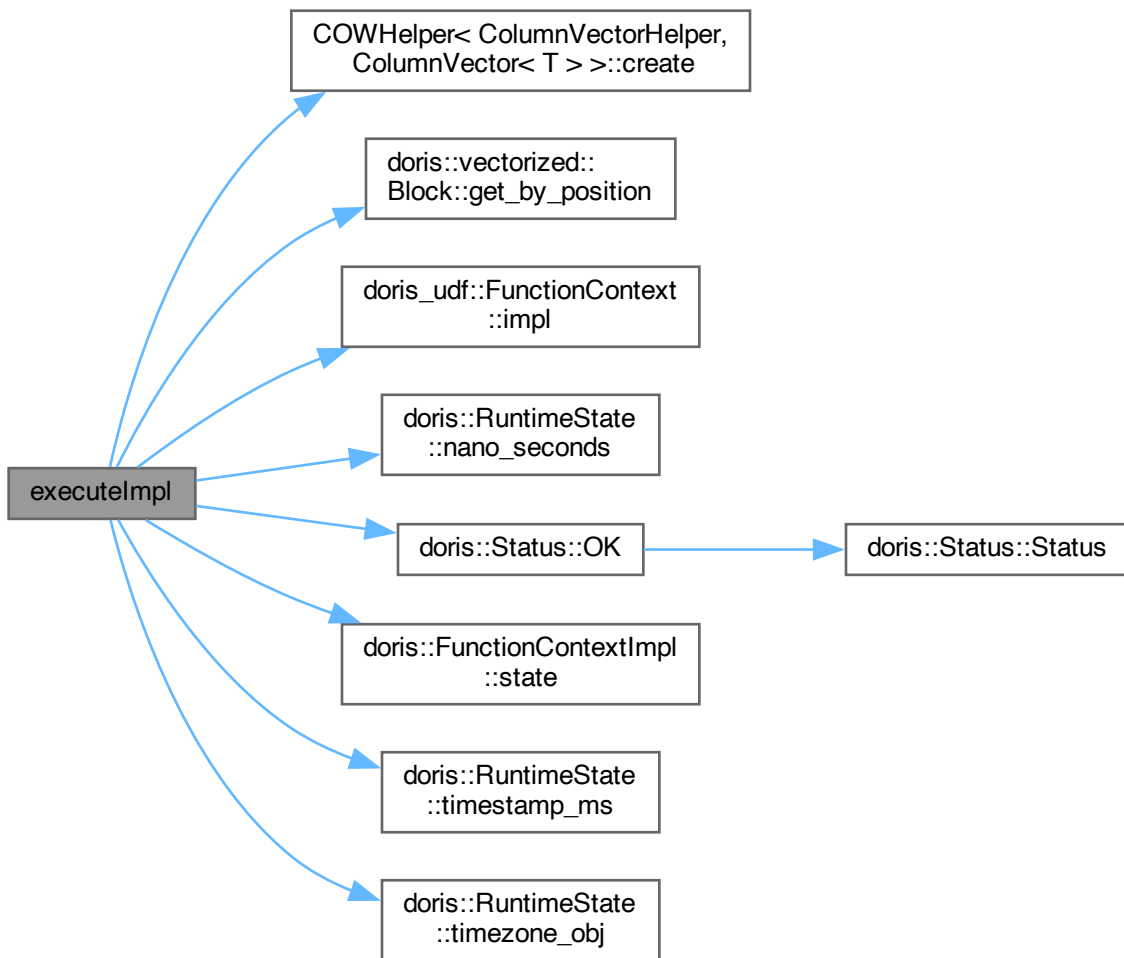 COWHelper< ColumnVectorHelper,
ColumnVector< T > >::create
doris::vectorized::
Block::get_by_position
doris_udf::FunctionContext
::impl
doris::RuntimeState
::nano_seconds
executeImpl
doris::Status::OK
doris::Status::Status
doris::FunctionContextImpl
::state
doris::RuntimeState
::timestamp_ms
doris::RuntimeState
::timezone_obj